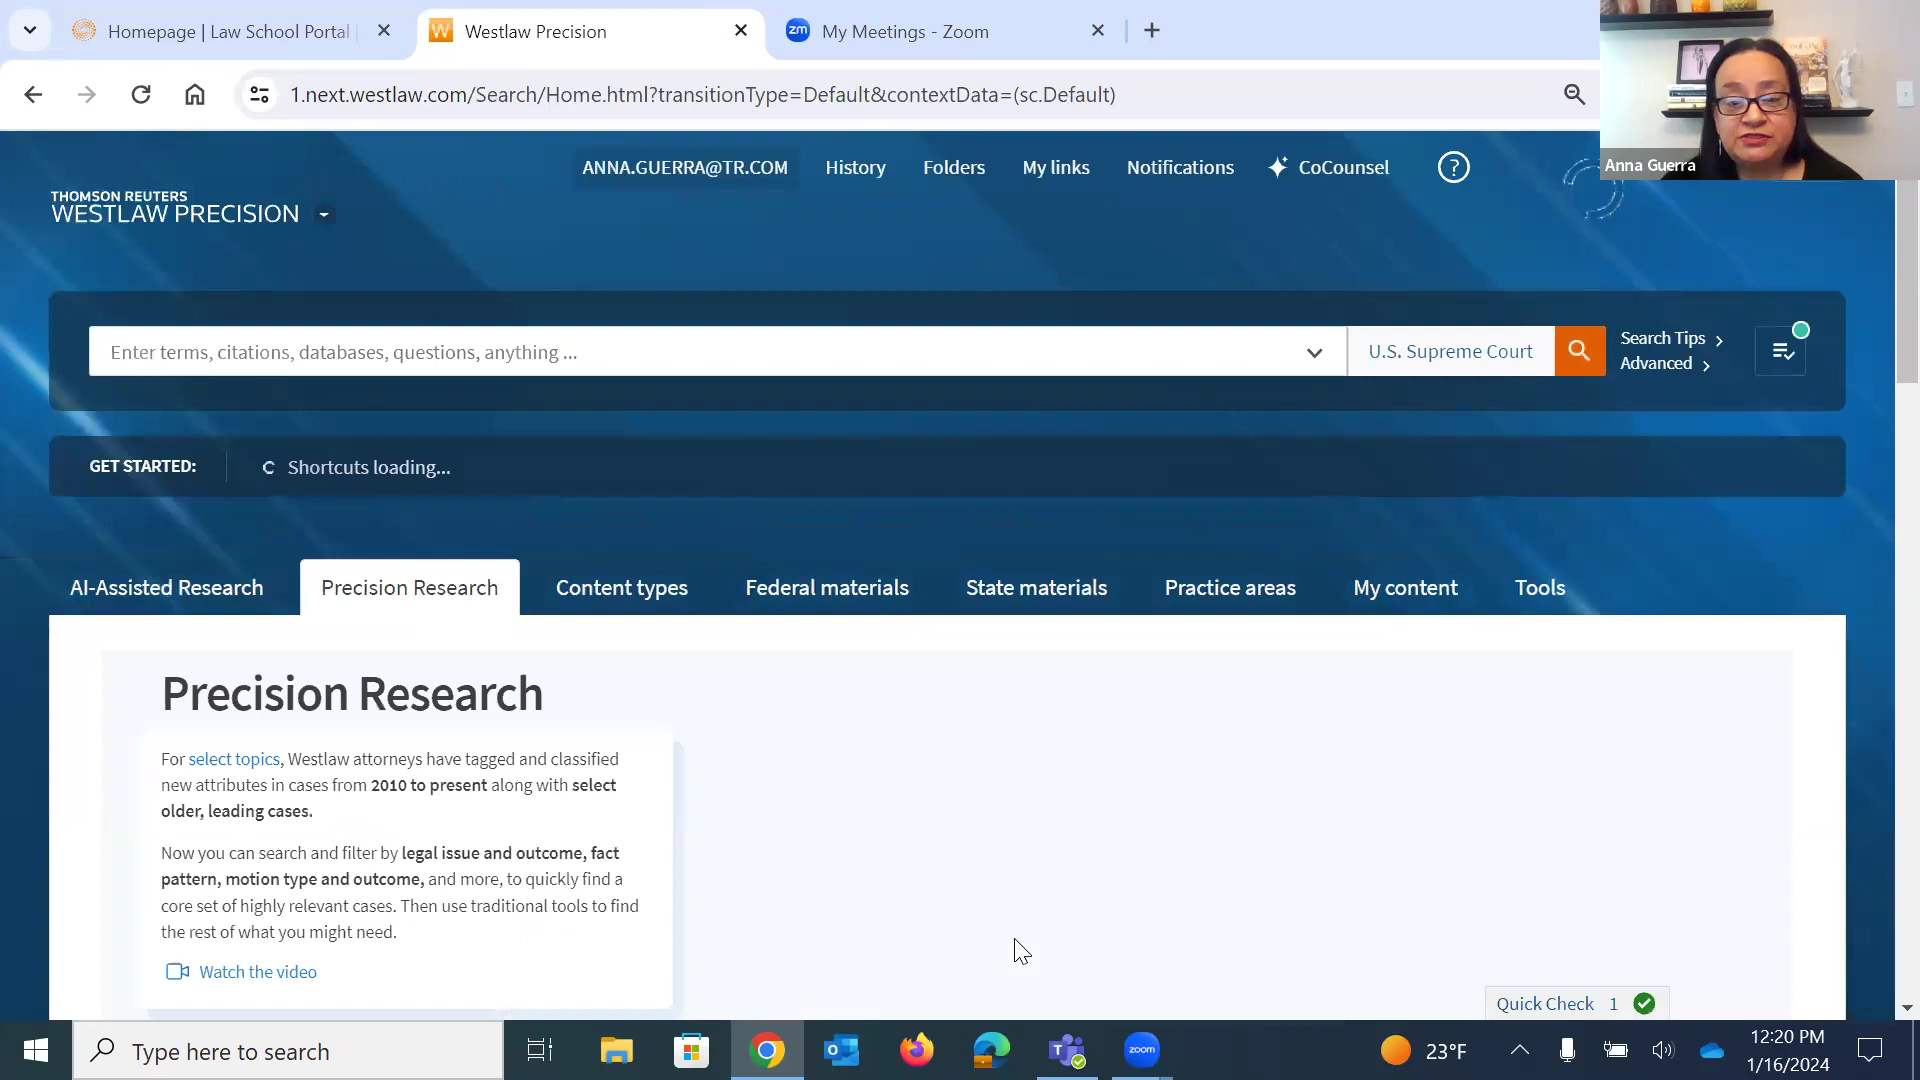 Homepage | Law School Portal
Westlaw Precision
zm My Meetings - Zoom
1.next.westlaw.com/Search/Home.html?transitionType=Default&contextData=(sc.Default)
Anna Guerra
ANNA.GUERRA@TR.COM History Folders My links Notifications CoCounsel ?
THOMSON REUTERS
WESTLAW PRECISION
Enter terms, citations, databases, questions, anything ...
U.S. Supreme Court
Search Tips
Advanced
GET STARTED: Shortcuts loading...
AI-Assisted Research Precision Research Content types Federal materials State materials Practice areas My content Tools
Precision Research
For select topics, Westlaw attorneys have tagged and classified
new attributes in cases from 2010 to present along with select
older, leading cases.
Now you can search and filter by legal issue and outcome, fact
pattern, motion type and outcome, and more, to quickly find a
core set of highly relevant cases. Then use traditional tools to find
the rest of what you might need.
Watch the video
Quick Check 1
Type here to search
zoom
23°F
12:20 PM
1/16/2024